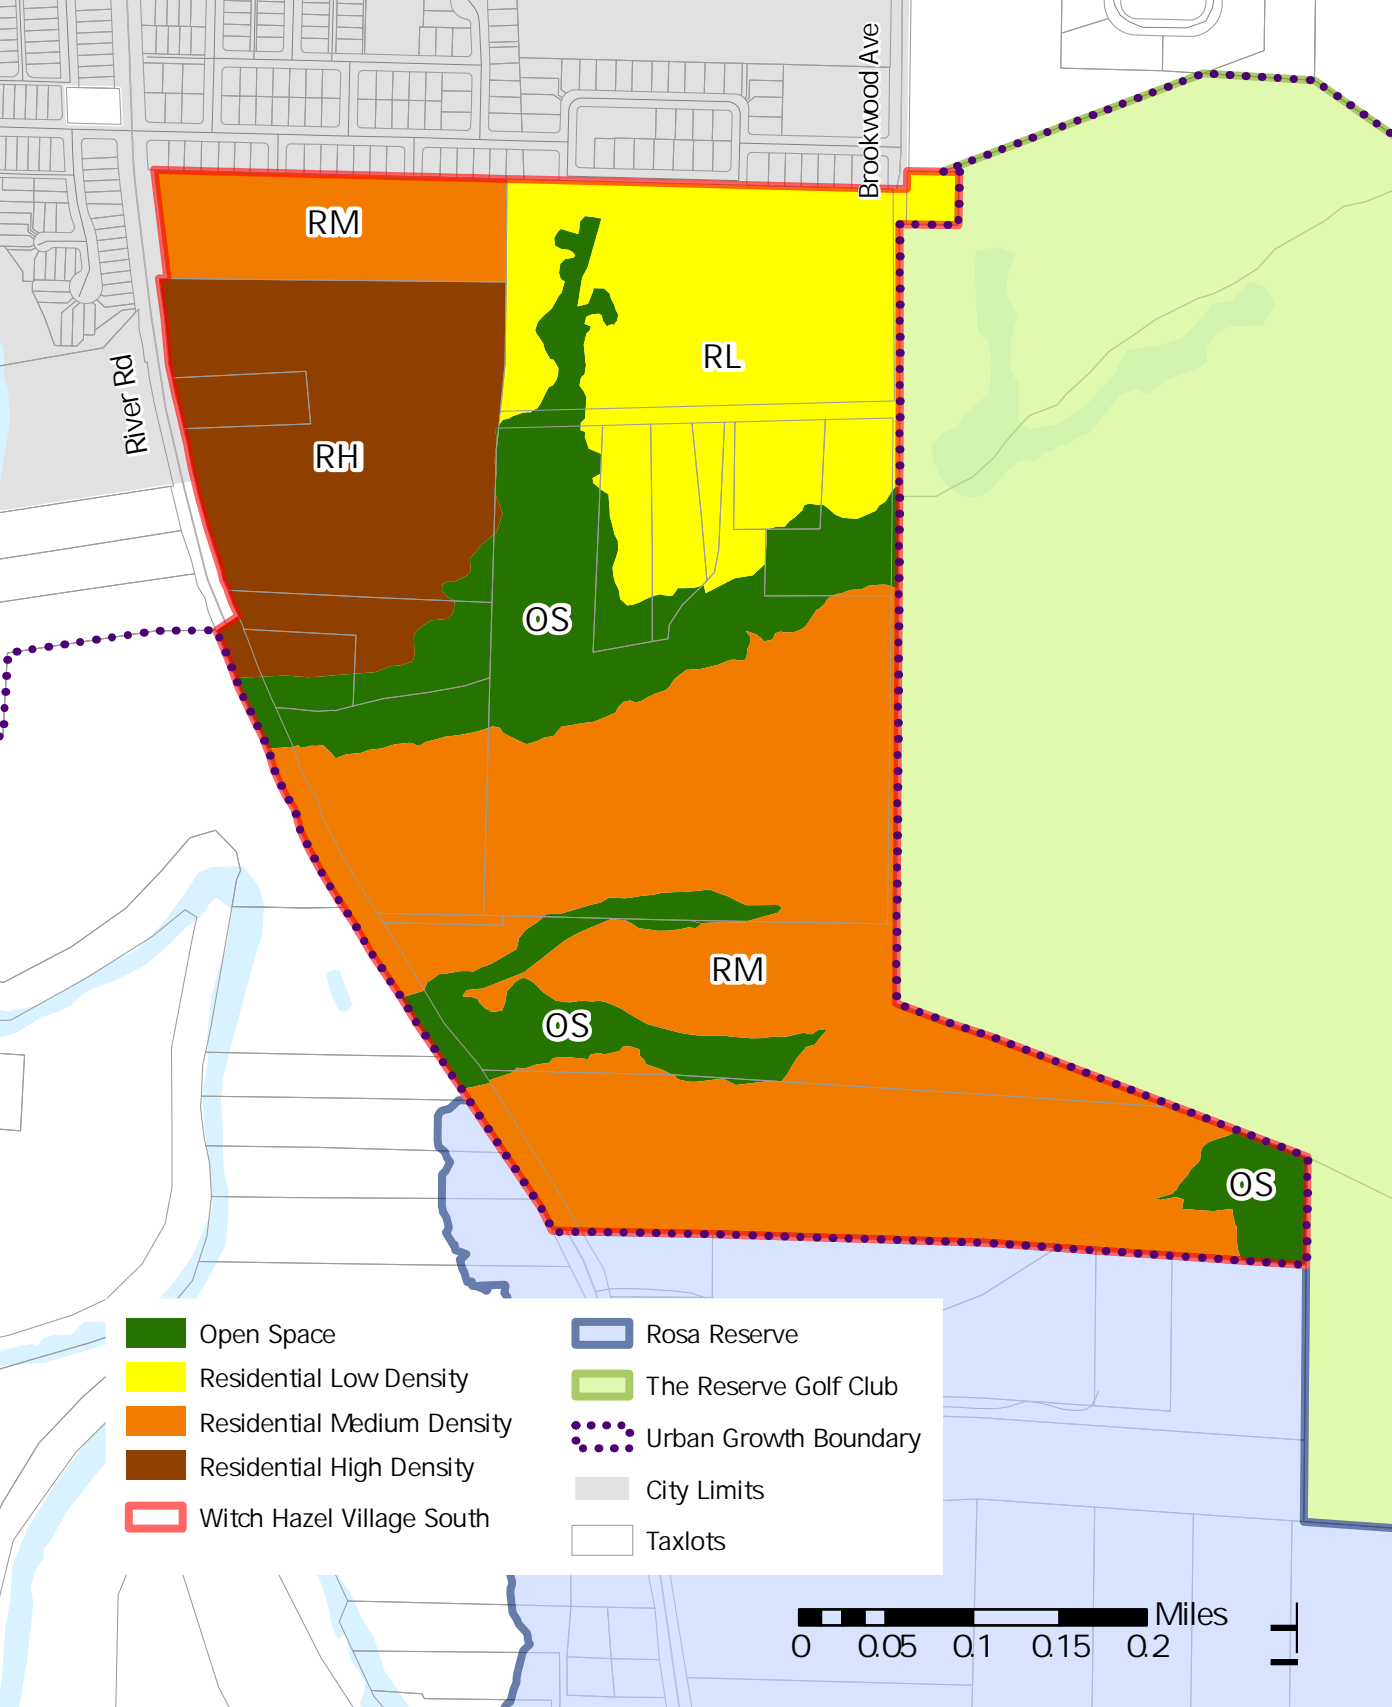 Brookwood Ave
RM
RL
River Rd
RH
OS
RM
OS
OS
Open Space
Residential Low Density
Residential Medium Density
Residential High Density
Witch Hazel Village South
Rosa Reserve
The Reserve Golf Club
Urban Growth Boundary
City Limits
Taxlots
Miles
0 0.05 0.1 0.15 0.2